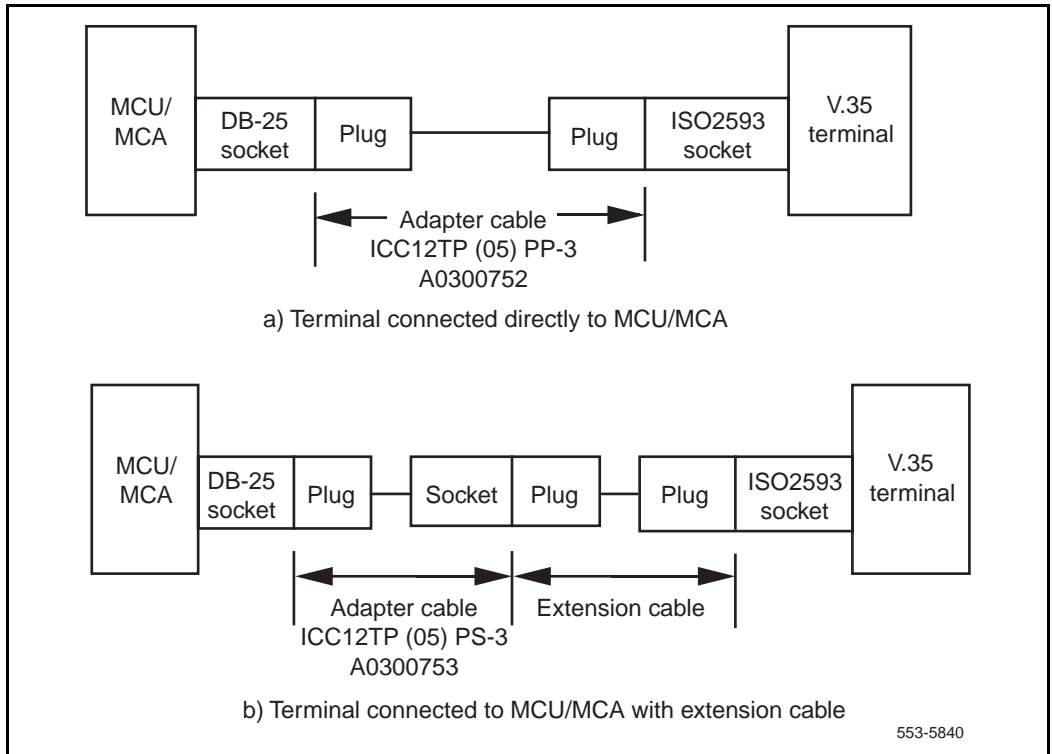 MCU/
MCA
DB-25
socket
Plug
Plug
ISO2593
socket
V.35
terminal
Adapter cable
ICC12TP (05) PP-3
A0300752
a) Terminal connected directly to MCU/MCA
MCU/
MCA
DB-25
socket
Plug
Socket
Plug
Plug
ISO2593
socket
V.35
terminal
Adapter cable
ICC12TP (05) PS-3
A0300753
Extension cable
b) Terminal connected to MCU/MCA with extension cable
553-5840